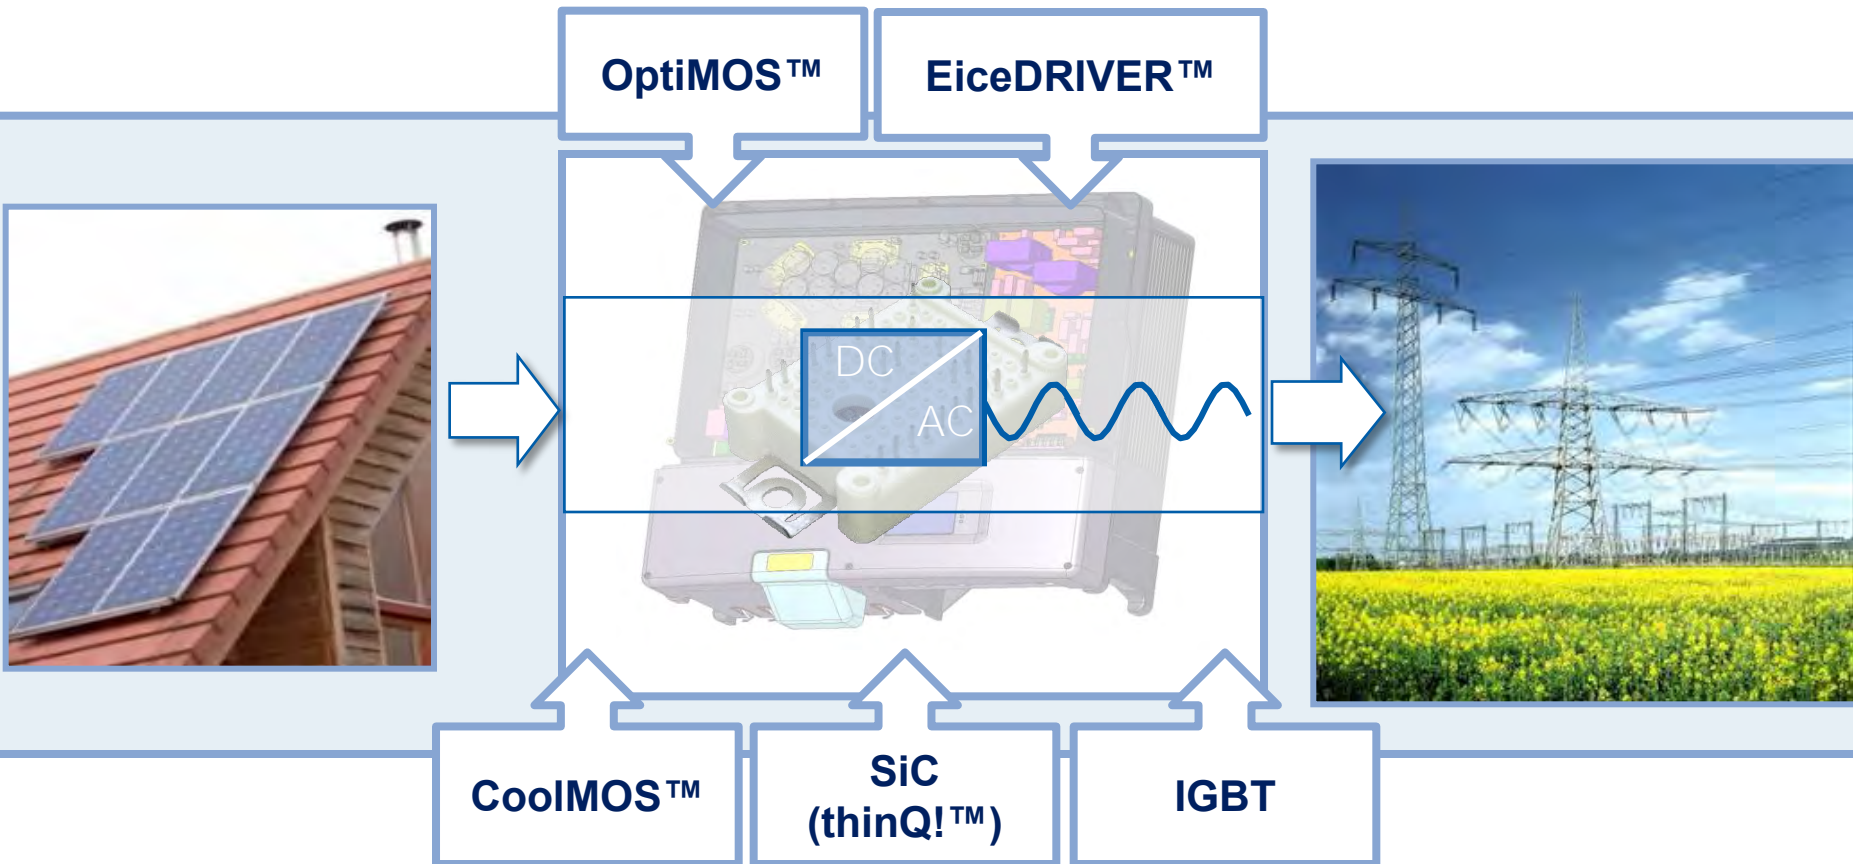 OptiMOS™
EiceDRIVER™
DC
AC
CoolMOS™
SiC
(thinQ!™)
IGBT